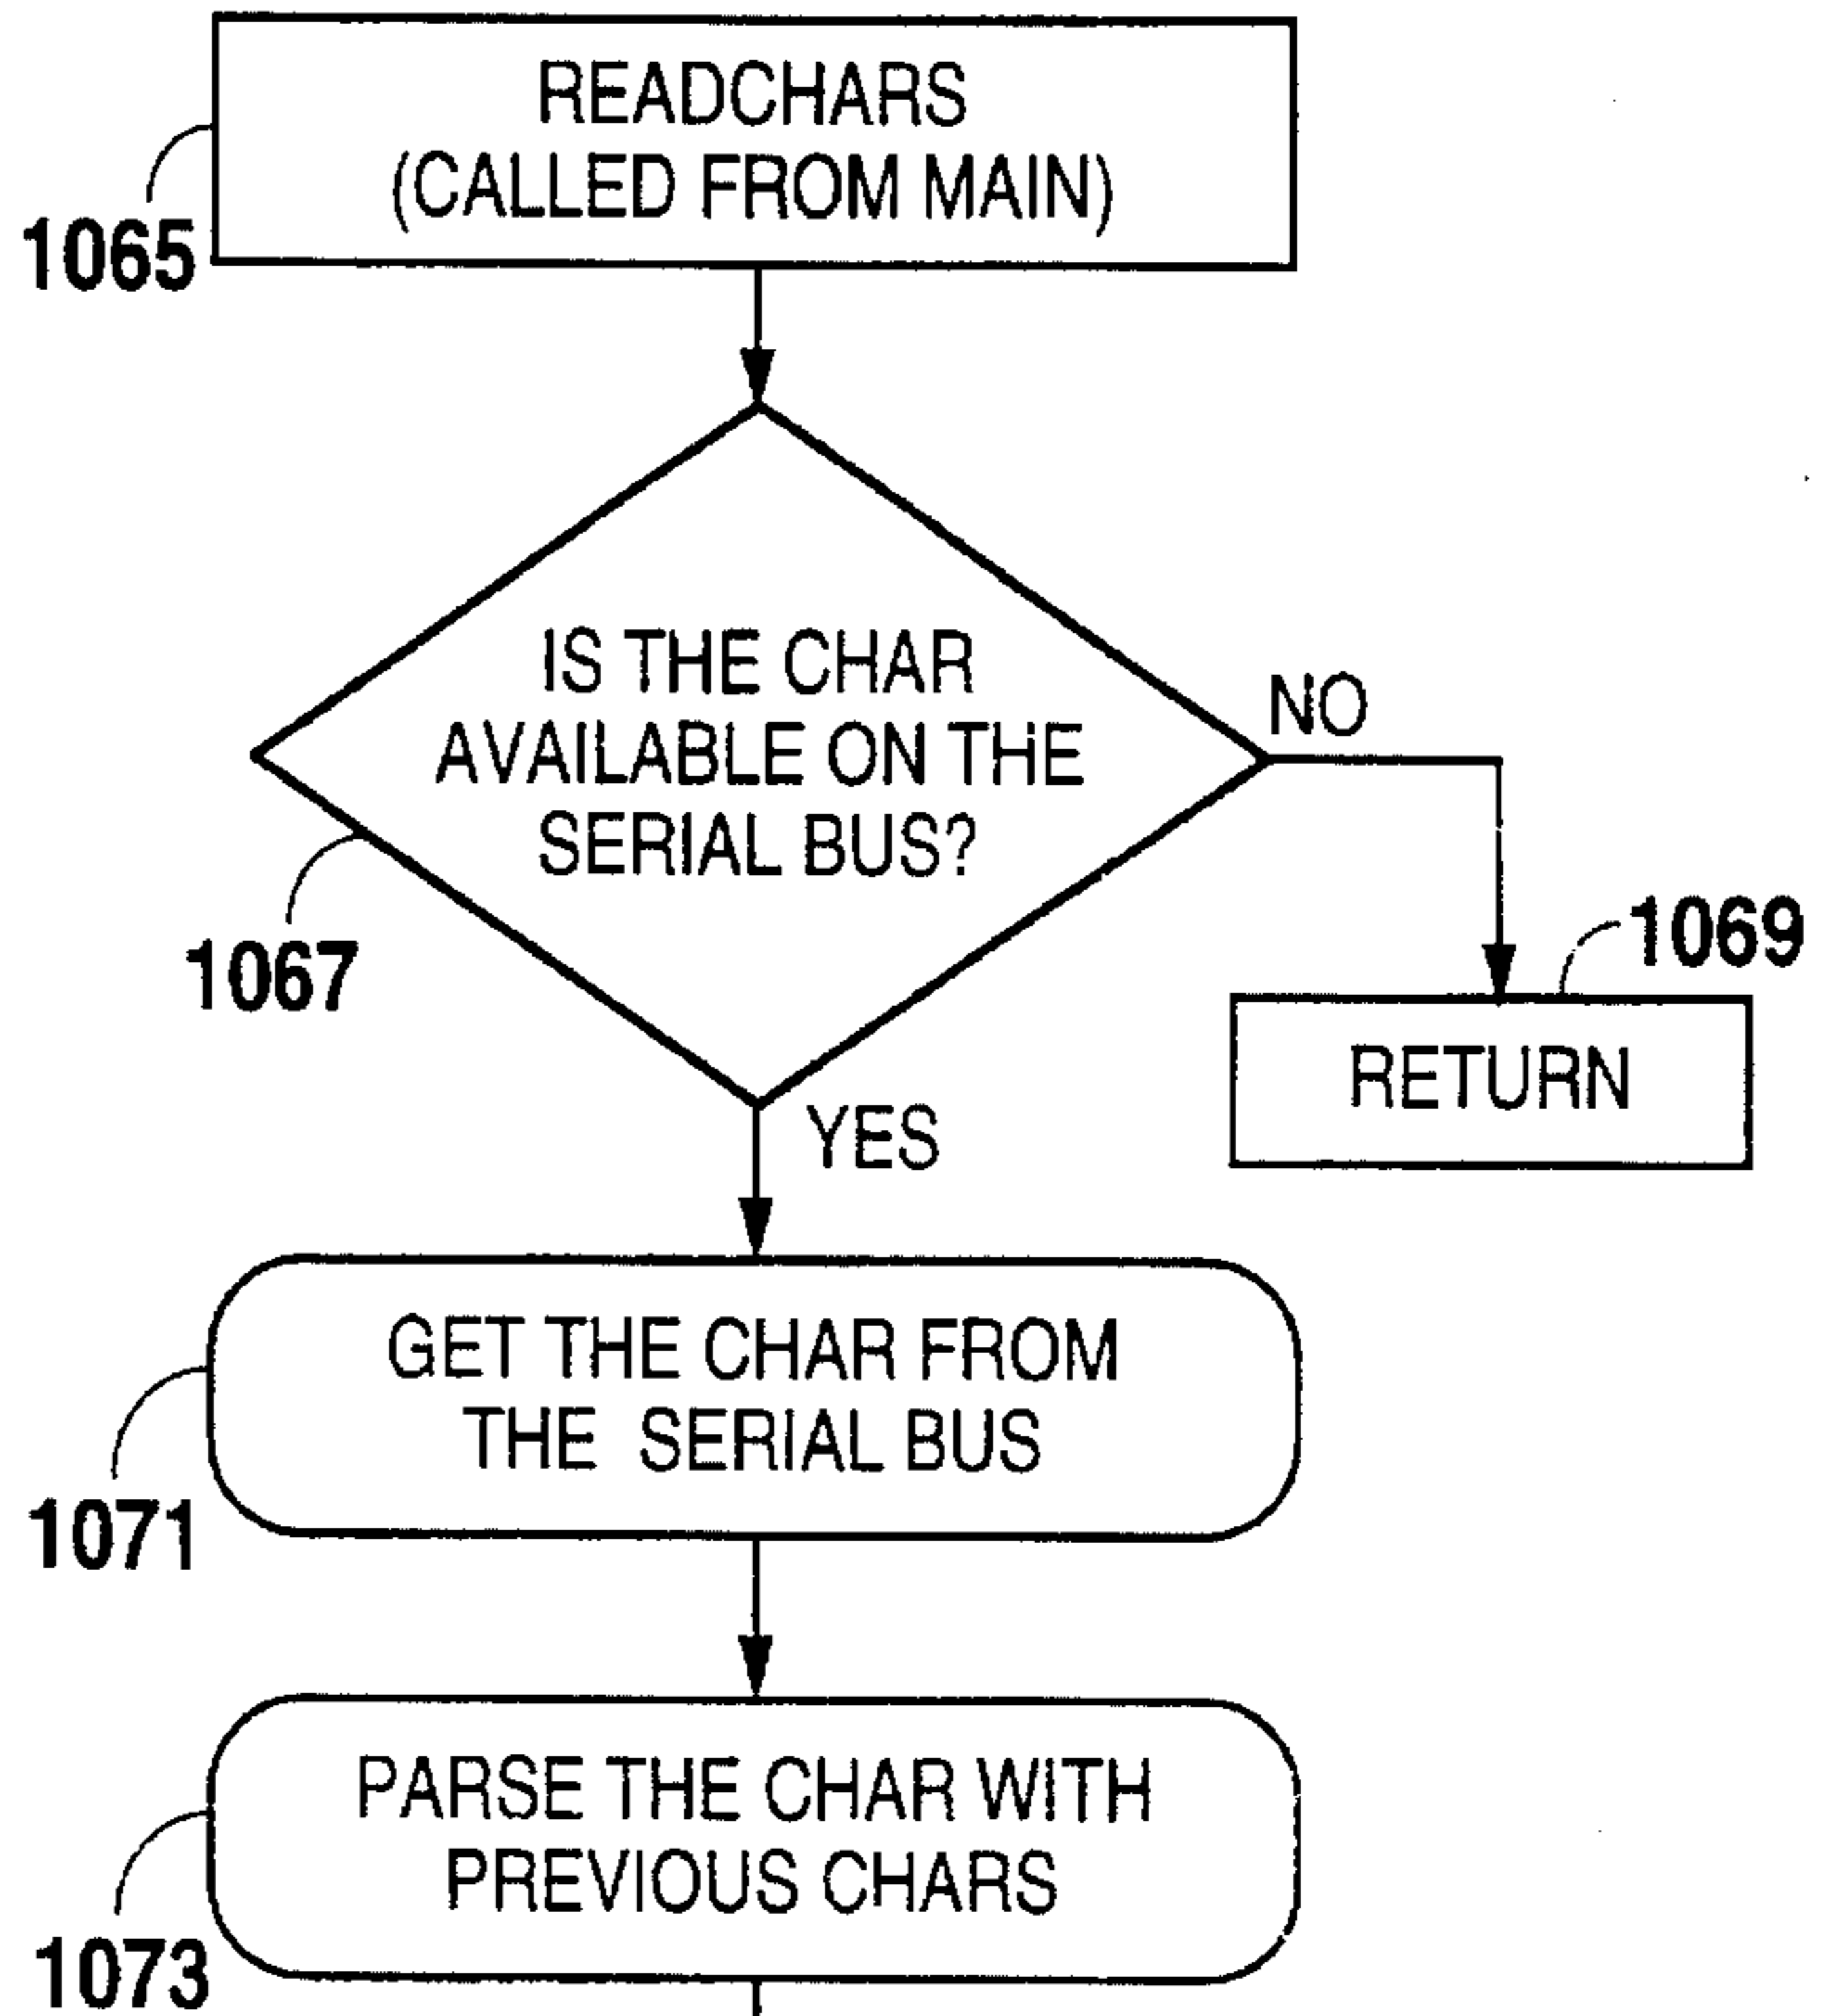 READCHARS
(CALLED FROM MAIN)
1065
IS THE CHAR
AVAILABLE ON THE
SERIAL BUS?
NO
1067
1069
RETURN
YES
GET THE CHAR FROM
THE SERIAL BUS
1071
PARSE THE CHAR WITH
PREVIOUS CHARS
1073